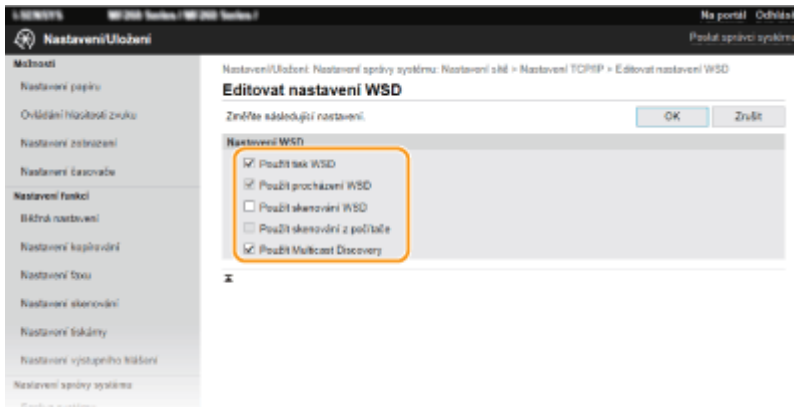 Na portál Odhlásit
Nastavení/Uložení
Poslat správci systému
Možnosti
Nastavení papíru
Ovládání hlasitosti zvuku
Nastavení zobrazení
Nastavení časovače
Nastavení funkcí
Běžná nastavení
Nastavení kopírování
Nastavení faxu
Nastavení skenování
Nastavení tiskárny
Nastavení výstupního hlášení
Nastavení správy systému
Nastavení/Uložení: Nastavení správy systému: Nastavení sítě > Nastavení TCP/IP > Editovat nastavení WSD
Editovat nastavení WSD
Změňte následující nastavení.
OK
Zrušit
Nastavení WSD
Použít tisk WSD
Použít procházení WSD
Použít skenování WSD
Použít skenování z počítače
Použít Multicast Discovery